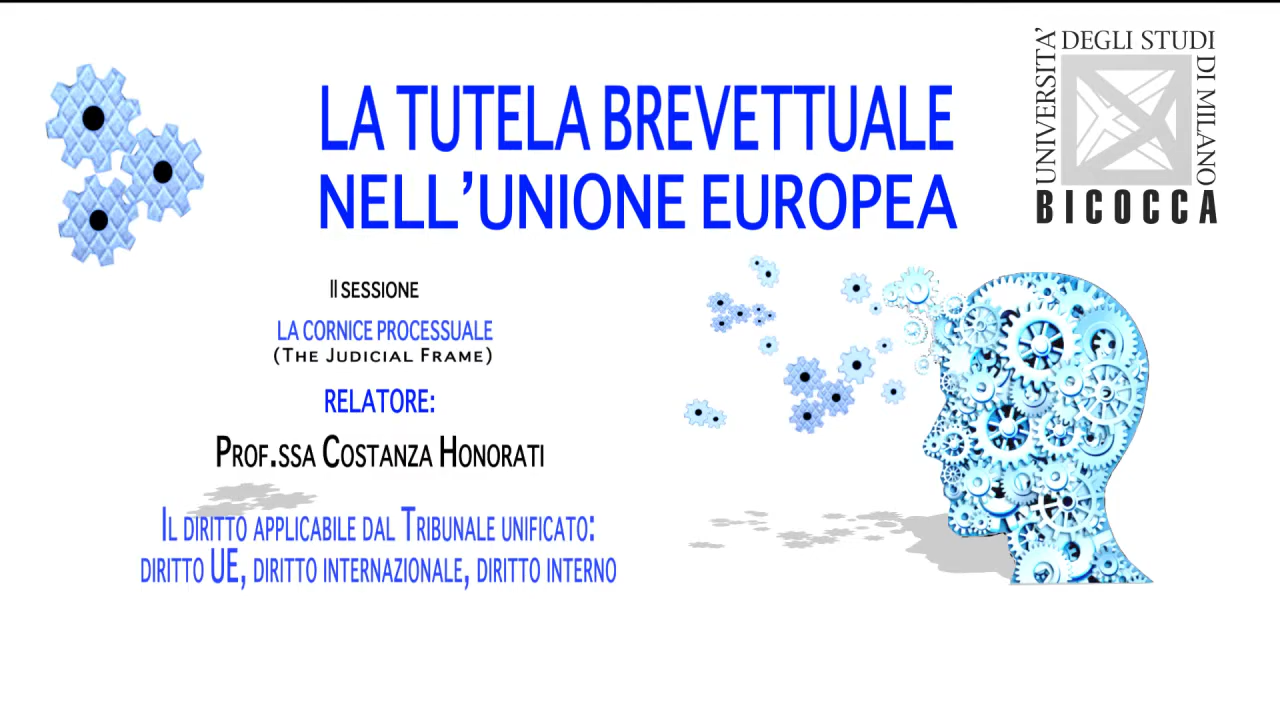 LA TUTELA BREVETTUALE
NELL'UNIONE EUROPEA
UNIVERSITA' DEGLI STUDI DI MILANO
BICOCCA
II SESSIONE
LA CORNICE PROCESSUALE
(THE JUDICIAL FRAME)
RELATORE:
PROF.SSA COSTANZA HONORATI
IL DIRITTO APPLICABILE DAL TRIBUNALE UNIFICATO:
DIRITTO UE, DIRITTO INTERNAZIONALE, DIRITTO INTERNO